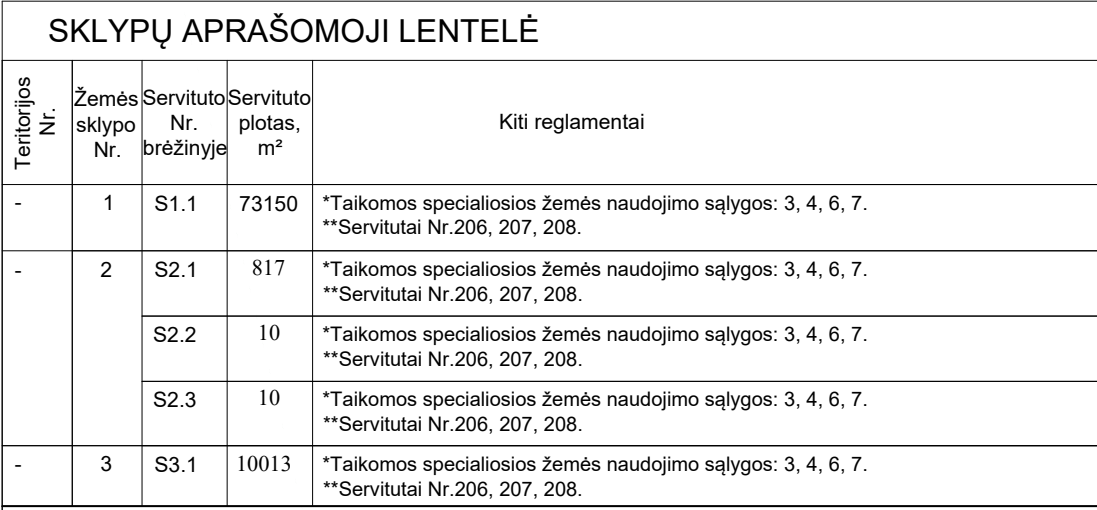 SKLYPŲ APRAŠOMOJI LENTELĖ
Teritorijos Nr.
Žemės sklypo Nr.
Servituto Nr. brėžinyje
Servituto plotas, m²
Kiti reglamentai
- 1 S1.1 73150 *Taikomos specialiosios žemės naudojimo sąlygos: 3, 4, 6, 7.
**Servitutai Nr.206, 207, 208.
- 2 S2.1 817 *Taikomos specialiosios žemės naudojimo sąlygos: 3, 4, 6, 7.
**Servitutai Nr.206, 207, 208.
S2.2 10 *Taikomos specialiosios žemės naudojimo sąlygos: 3, 4, 6, 7.
**Servitutai Nr.206, 207, 208.
S2.3 10 *Taikomos specialiosios žemės naudojimo sąlygos: 3, 4, 6, 7.
**Servitutai Nr.206, 207, 208.
- 3 S3.1 10013 *Taikomos specialiosios žemės naudojimo sąlygos: 3, 4, 6, 7.
**Servitutai Nr.206, 207, 208.